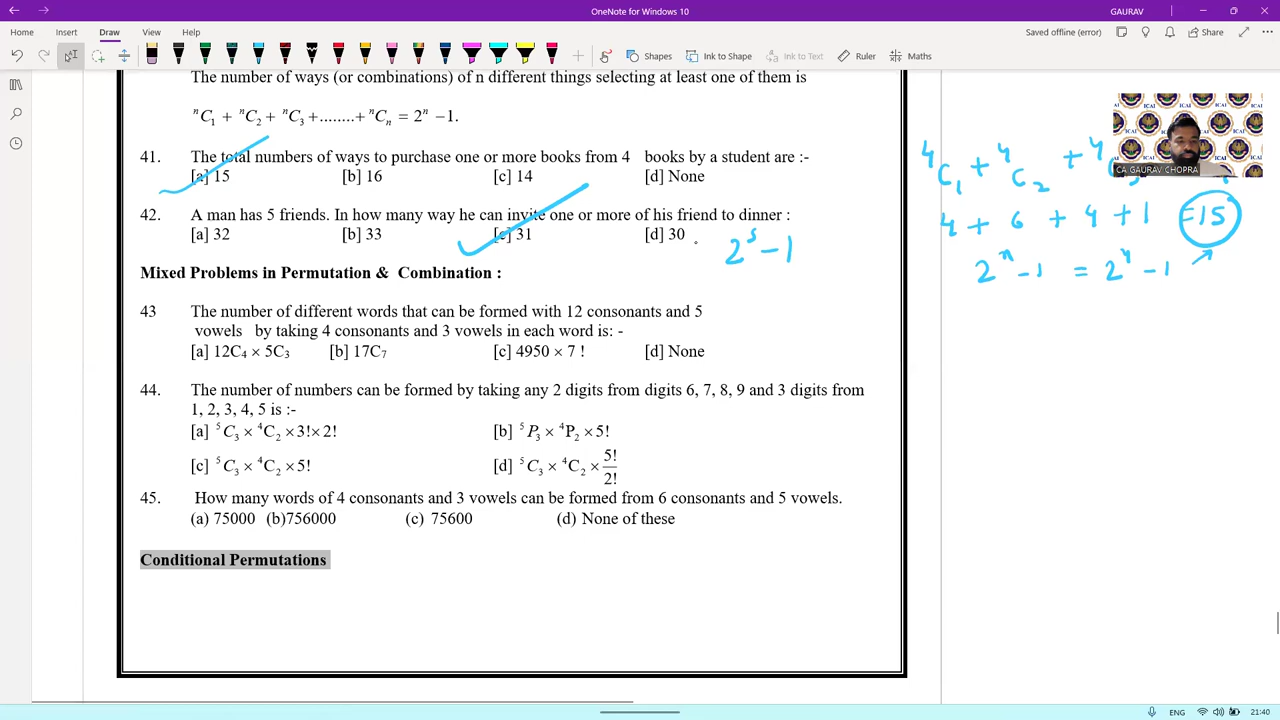 OneNote for Windows 10
GAURAV
Home Insert Draw View
Saved offline (error) Share
Shapes Ink to Shape Ink to Text Ruler Maths
The number of ways (or combinations) of n different things selecting at least one of them is
ⁿC₁ + ⁿC₂ + ⁿC₃ +........+ ⁿCₙ = 2ⁿ −1.
41. The total numbers of ways to purchase one or more books from 4 books by a student are :-
[a] 15 [b] 16 [c] 14 [d] None
42. A man has 5 friends. In how many way he can invite one or more of his friend to dinner :
[a] 32 [b] 33 [c] 31 [d] 30
2⁵ − 1
Mixed Problems in Permutation & Combination :
43 The number of different words that can be formed with 12 consonants and 5
vowels by taking 4 consonants and 3 vowels in each word is: -
[a] 12C₄ × 5C₃ [b] 17C₇ [c] 4950 × 7 ! [d] None
44. The number of numbers can be formed by taking any 2 digits from digits 6, 7, 8, 9 and 3 digits from
1, 2, 3, 4, 5 is :-
[a] ⁵C₃ × ⁴C₂ × 3!× 2! [b] ⁵P₃ × ⁴P₂ × 5!
[c] ⁵C₃ × ⁴C₂ × 5! [d] ⁵C₃ × ⁴C₂ × 5!/2!
45. How many words of 4 consonants and 3 vowels can be formed from 6 consonants and 5 vowels.
(a) 75000 (b)756000 (c) 75600 (d) None of these
Conditional Permutations
⁴C₁ + ⁴C₂ + ⁴
4 + 6 + 4 + 1 = 15
2ⁿ − 1 = 2⁴ − 1
ICAI
CA GAURAV CHOPRA
ENG 21:40